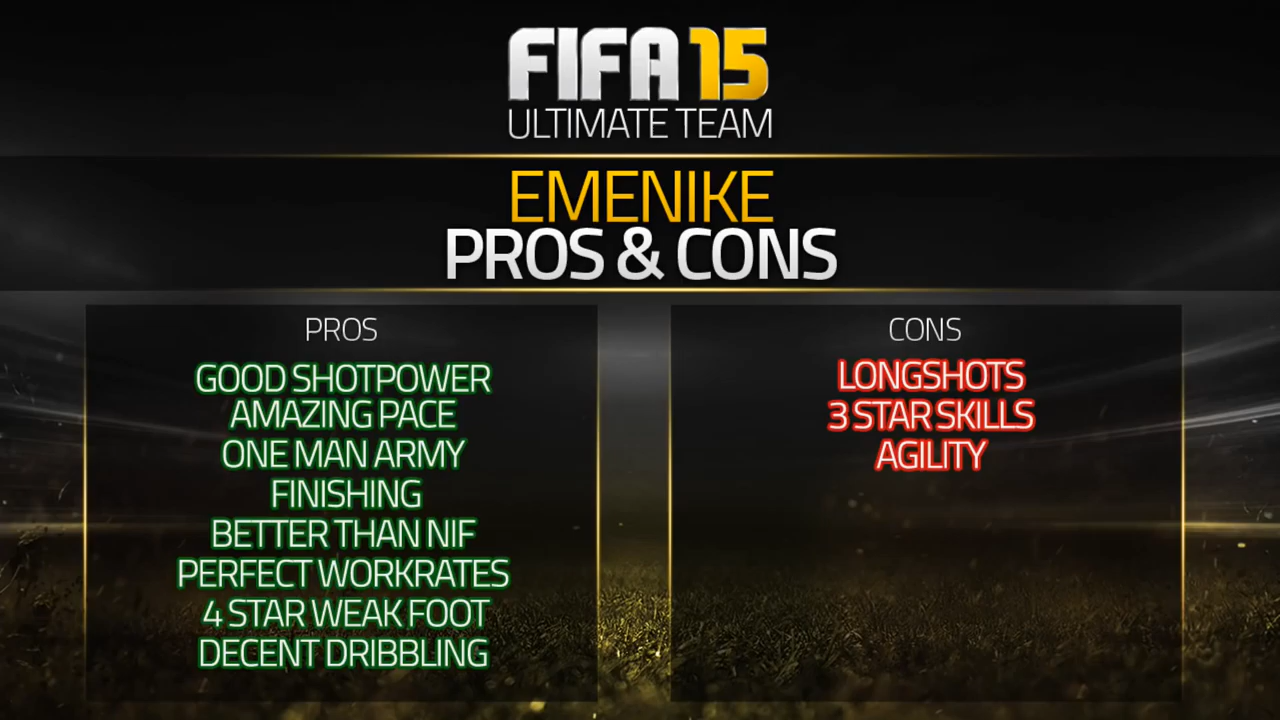 FIFA 15
ULTIMATE TEAM
EMENIKE
PROS & CONS
PROS
GOOD SHOTPOWER
AMAZING PACE
ONE MAN ARMY
FINISHING
BETTER THAN NIF
PERFECT WORKRATES
4 STAR WEAK FOOT
DECENT DRIBBLING
CONS
LONGSHOTS
3 STAR SKILLS
AGILITY